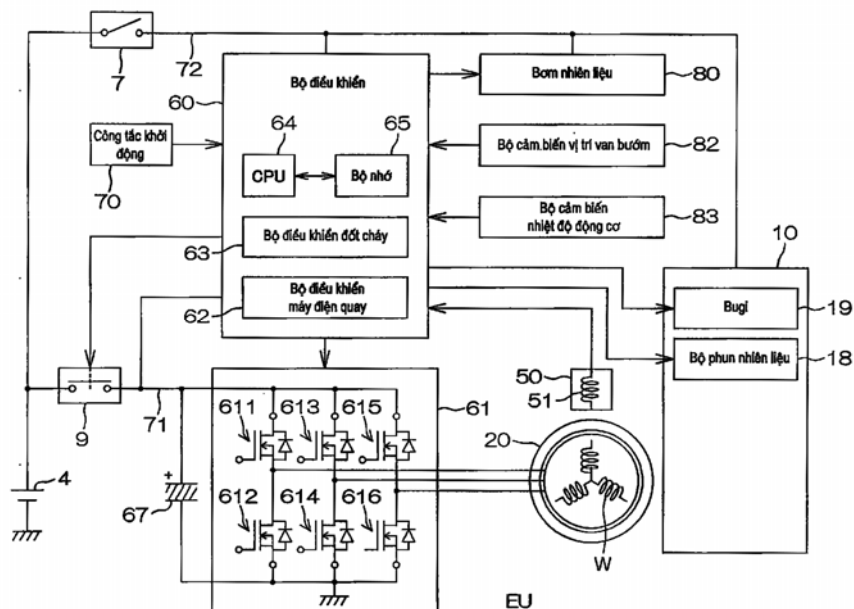 7
72
Bộ điều khiển
60
Bơm nhiên liệu
80
Công tắc khởi
động
70
64
65
CPU
Bộ nhớ
Bộ cảm.biến vị trí van bướm
82
Bộ cảm biến
nhiệt độ động cơ
83
63
Bộ điều khiển đốt cháy
10
62
Bộ điều khiển
máy điện quay
Bugi
19
Bộ phun nhiên liệu
18
9
71
61
50
51
611
613
615
20
4
+
67
612
614
616
W
EU